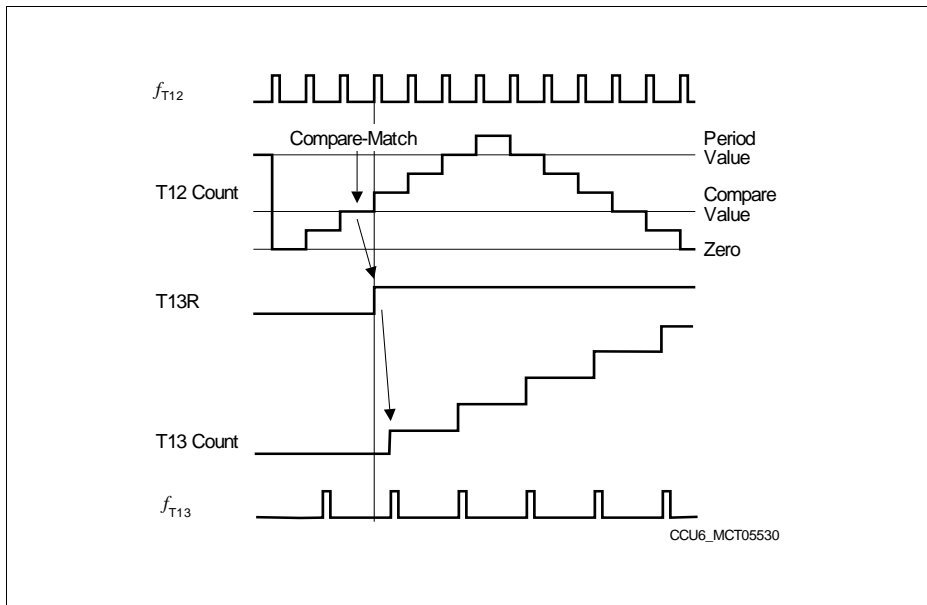 fT12
Compare-Match
Period
Value
T12 Count
Compare
Value
Zero
T13R
T13 Count
fT13
CCU6_MCT05530